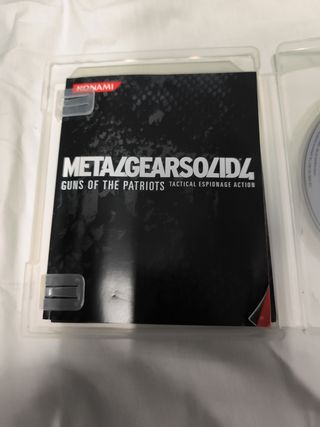 KONAMI
METAL GEAR SOLID 4
GUNS OF THE PATRIOTS TACTICAL ESPIONAGE ACTION